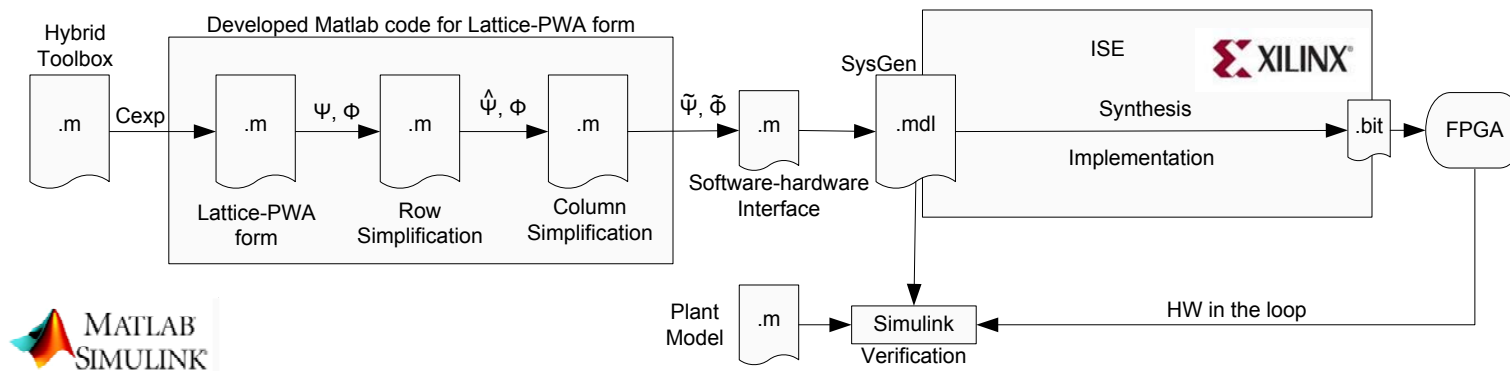 Hybrid
Toolbox
.m
Cexp
Developed Matlab code for Lattice-PWA form
.m
Ψ, Φ
.m
Ψ̂, Φ
.m
Ψ̃, Φ̃
Lattice-PWA
form
Row
Simplification
Column
Simplification
.m
Software-hardware
Interface
SysGen
.mdl
ISE
XILINX®
Synthesis
Implementation
.bit
FPGA
Plant
Model
.m
Simulink
Verification
HW in the loop
MATLAB®
SIMULINK®